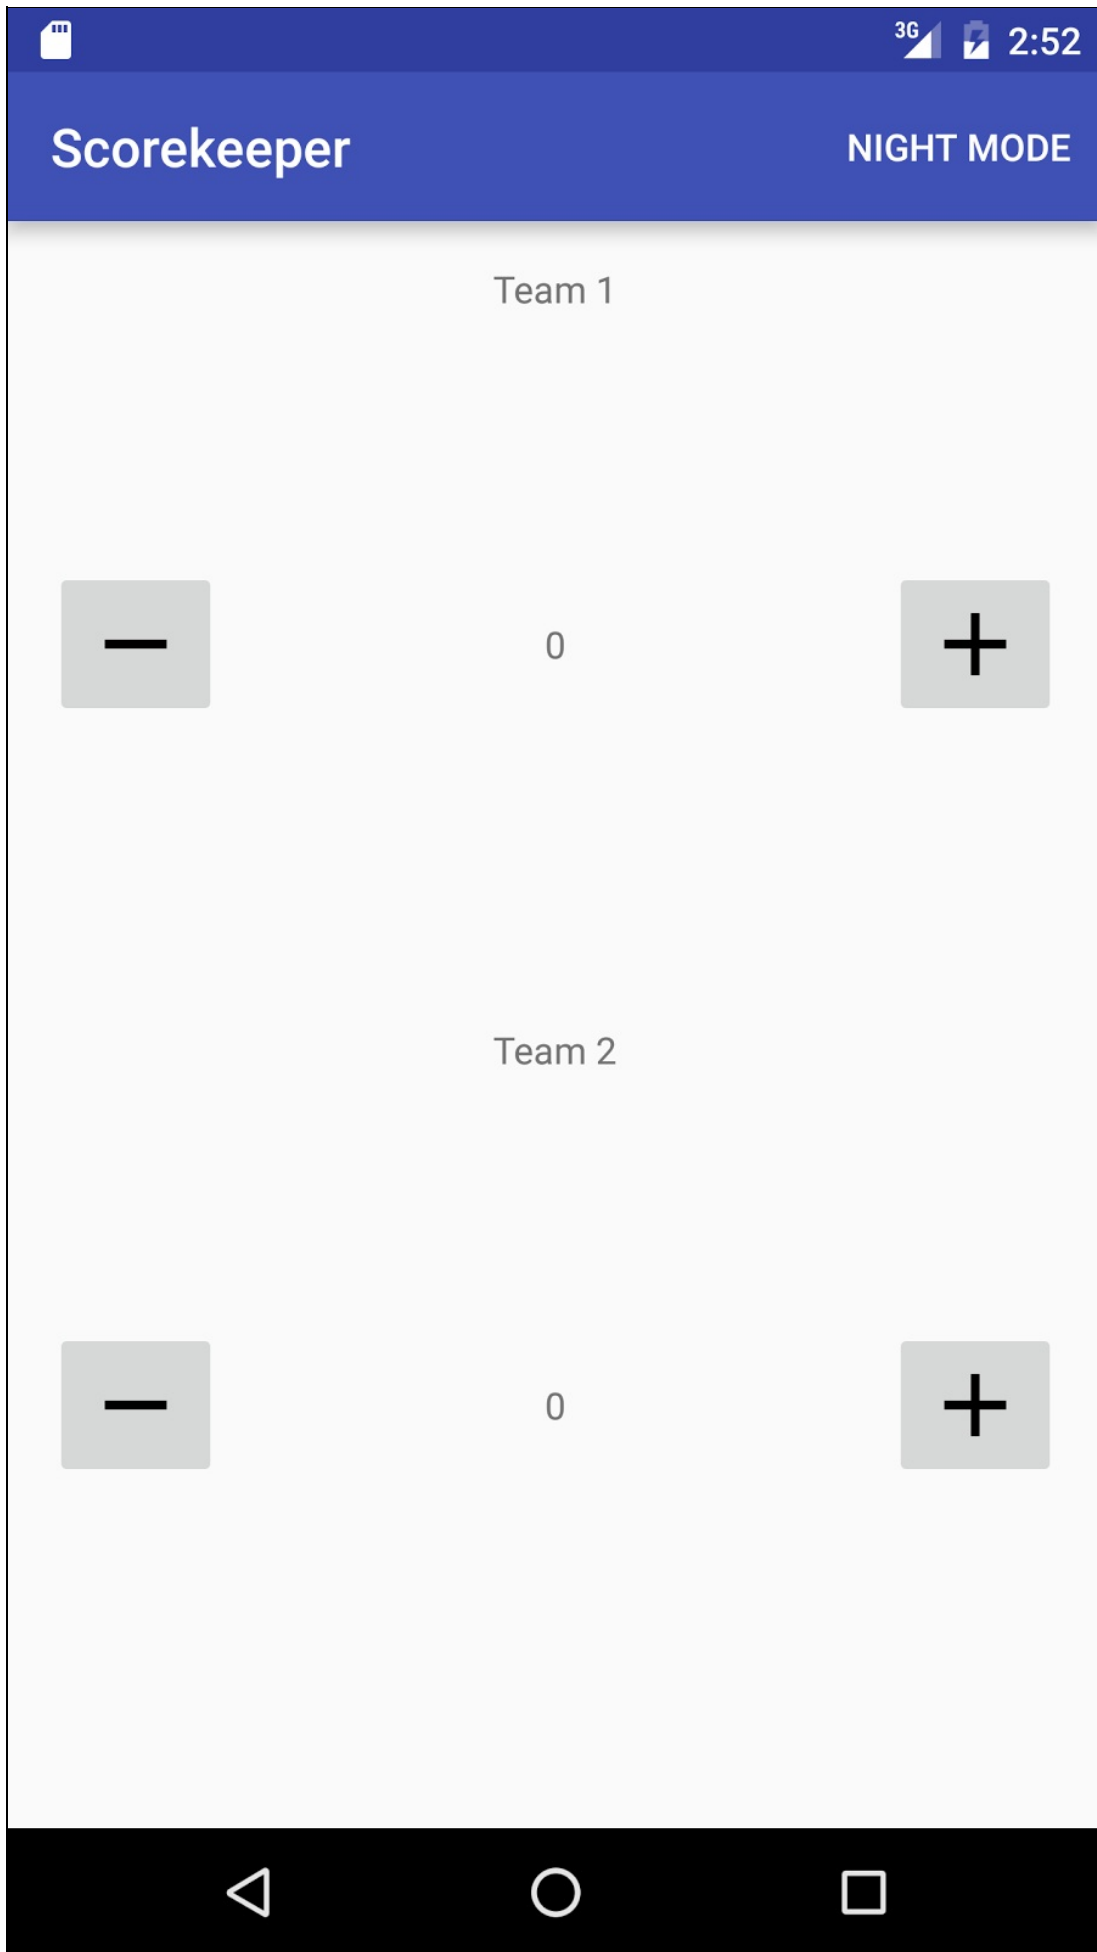 3G 2:52
Scorekeeper NIGHT MODE
Team 1
− 0 +
Team 2
− 0 +